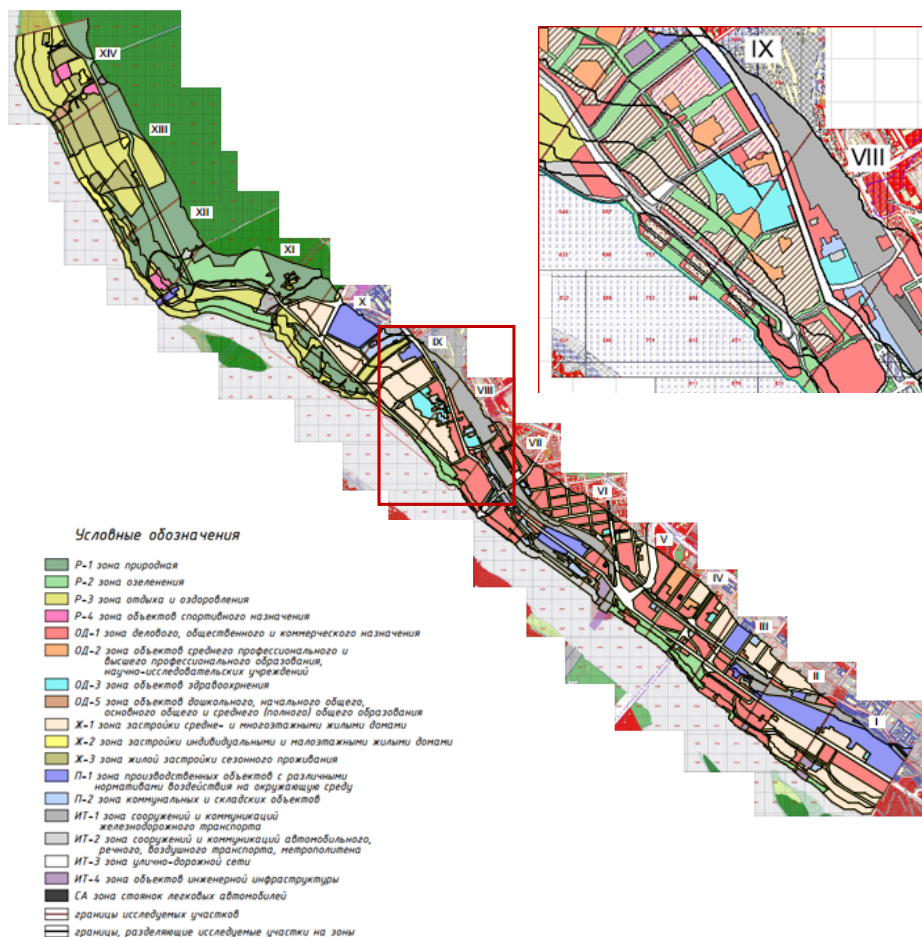 XIV
XIII
XII
XI
X
IX
VIII
VII
VI
V
IV
III
II
I
IX
VIII
Условные обозначения
Р-1 зона природная
Р-2 зона озеленения
Р-3 зона отдыха и оздоровления
Р-4 зона объектов спортивного назначения
ОД-1 зона делового, общественного и коммерческого назначения
ОД-2 зона объектов среднего профессионального и
высшего профессионального образования,
научно-исследовательских учреждений
ОД-3 зона объектов здравоохрнения
ОД-5 зона объектов дошкольного, начального общего,
основного общего и среднего (полного) общего образования
Ж-1 зона застройки средне- и многоэтажными жилыми домами
Ж-2 зона застройки индивидуальными и малоэтажными жилыми домами
Ж-3 зона жилой застройки сезонного проживания
П-1 зона производственных объектов с различными
нормативами воздействия на окружающую среду
П-2 зона коммунальных и складских объектов
ИТ-1 зона сооружений и коммуникаций
железнодорожного транспорта
ИТ-2 зона сооружений и коммуникаций автомобильного,
речного, воздушного транспорта, метрополитена
ИТ-3 зона улично-дорожной сети
ИТ-4 зона объектов инженерной инфраструктуры
СА зона стоянок легковых автомобилей
границы исследуемых участков
границы, разделяющие исследуемые участки на зоны